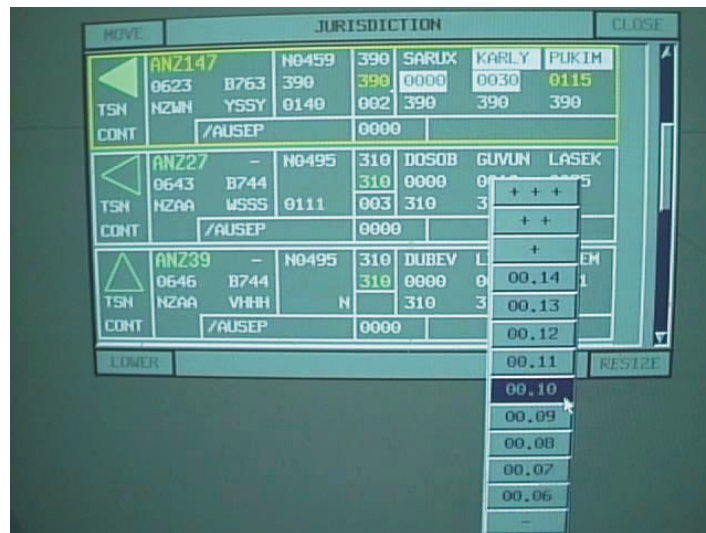 MOVE JURISDICTION CLOSE
ANZ147 N0459 390 SARUX KARLY PUKIM
0623 B763 390 390 0000 0030 0115
TSN NZWN YSSY 0140 002 390 390 390
CONT /AUSEP 0000
ANZ27 - N0495 310 DOSOB GUVUN LASEK
0643 B744 310 0000
TSN NZAA WSSS 0111 003 310
CONT /AUSEP 0000
ANZ39 - N0495 310 DUBEV
0646 B744 310 0000
TSN NZAA VHHH N 310
CONT /AUSEP 0000
LOWER RESIZE
+ + +
+ +
+
00.14
00.13
00.12
00.11
00.10
00.09
00.08
00.07
00.06
-